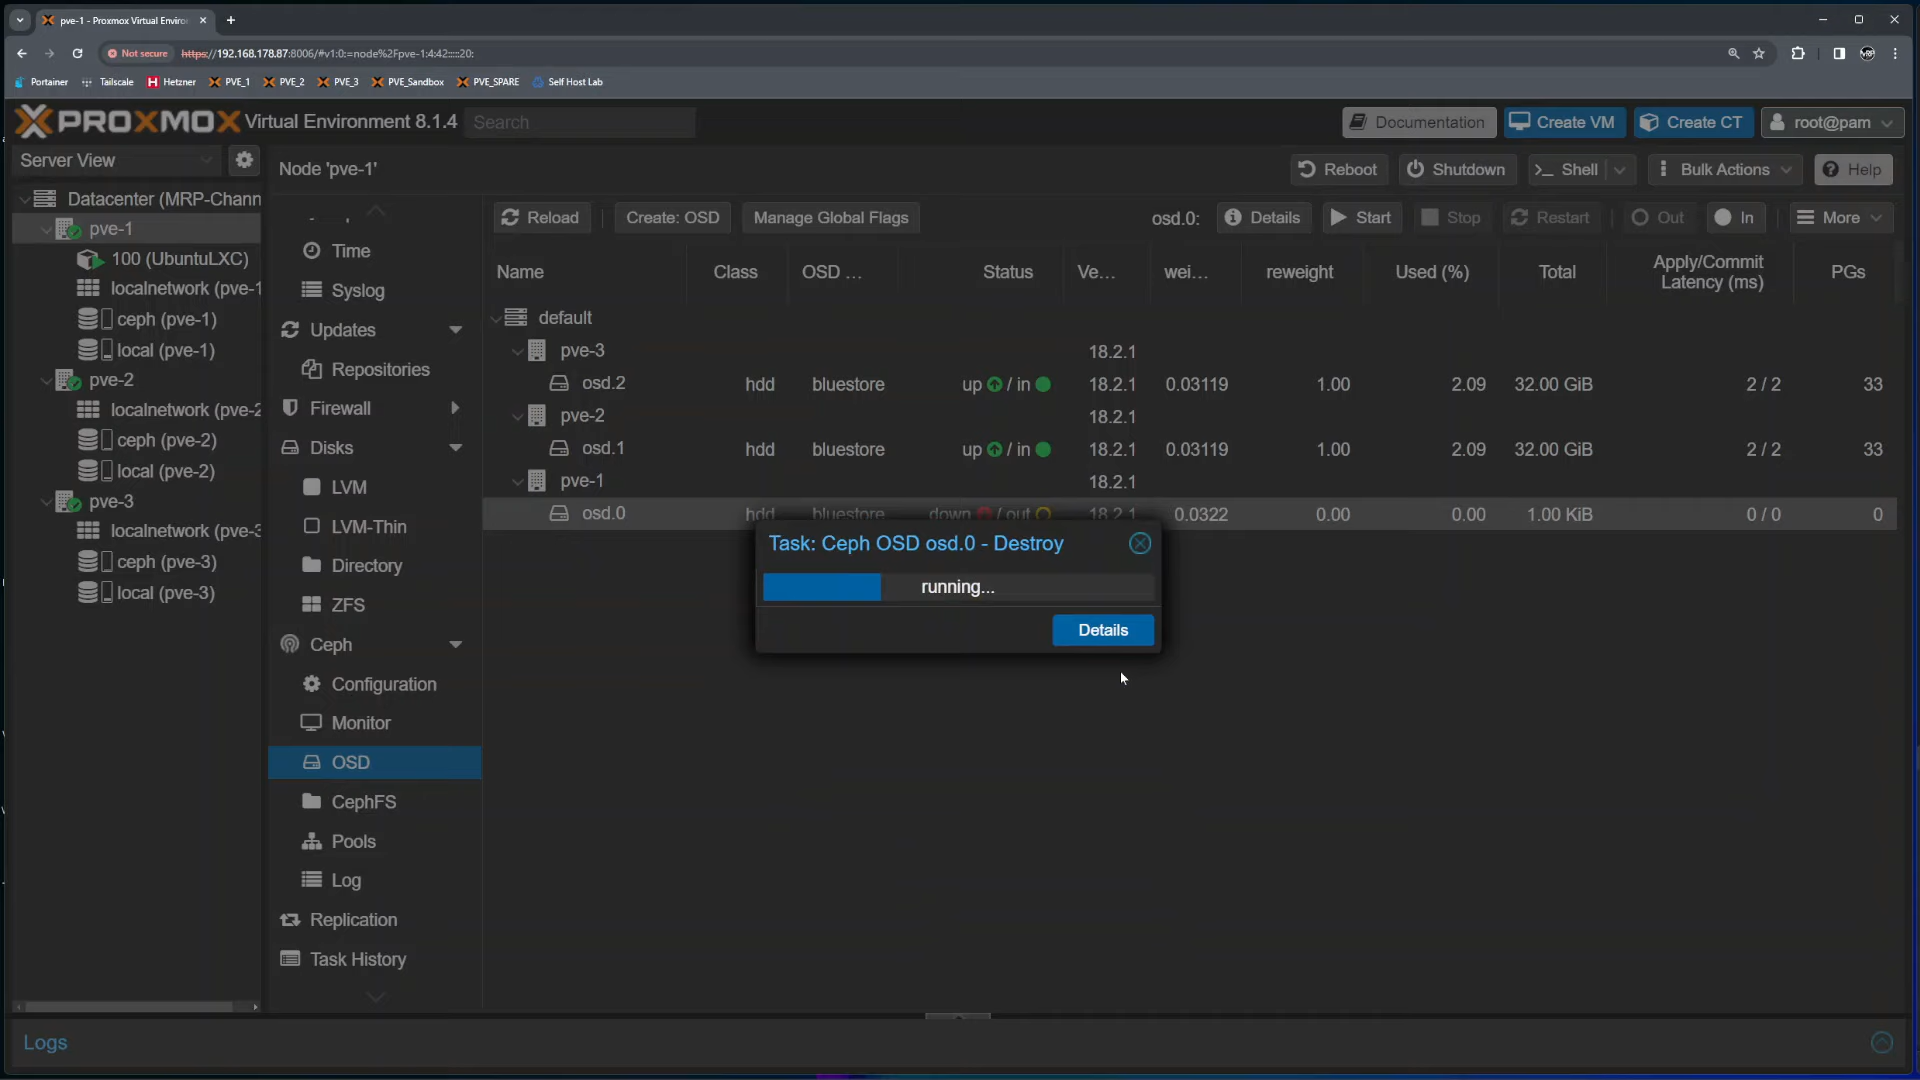 pve-1 - Proxmox Virtual Enviro
Not secure
https://192.168.178.87:8006/#v1:0:=node%2Fpve-1:4:42:::::20:
Portainer
Tailscale
Hetzner
PVE_1
PVE_2
PVE_3
PVE_Sandbox
PVE_SPARE
Self Host Lab
PROXMOX Virtual Environment 8.1.4
Search
Documentation
Create VM
Create CT
root@pam
Server View
Node 'pve-1'
Reboot
Shutdown
Shell
Bulk Actions
Help
Datacenter (MRP-Chann
pve-1
100 (UbuntuLXC)
localnetwork (pve-1
ceph (pve-1)
local (pve-1)
pve-2
localnetwork (pve-2
ceph (pve-2)
local (pve-2)
pve-3
localnetwork (pve-3
ceph (pve-3)
local (pve-3)
Time
Syslog
Updates
Repositories
Firewall
Disks
LVM
LVM-Thin
Directory
ZFS
Ceph
Configuration
Monitor
OSD
CephFS
Pools
Log
Replication
Task History
Reload
Create: OSD
Manage Global Flags
osd.0:
Details
Start
Stop
Restart
Out
In
More
Name Class OSD ... Status Ve... wei... reweight Used (%) Total Apply/Commit Latency (ms) PGs
default
pve-3 18.2.1
osd.2 hdd bluestore up / in 18.2.1 0.03119 1.00 2.09 32.00 GiB 2 / 2 33
pve-2 18.2.1
osd.1 hdd bluestore up / in 18.2.1 0.03119 1.00 2.09 32.00 GiB 2 / 2 33
pve-1 18.2.1
osd.0 hdd bluestore down / out 18.2.1 0.0322 0.00 0.00 1.00 KiB 0 / 0 0
Task: Ceph OSD osd.0 - Destroy
running...
Details
Logs